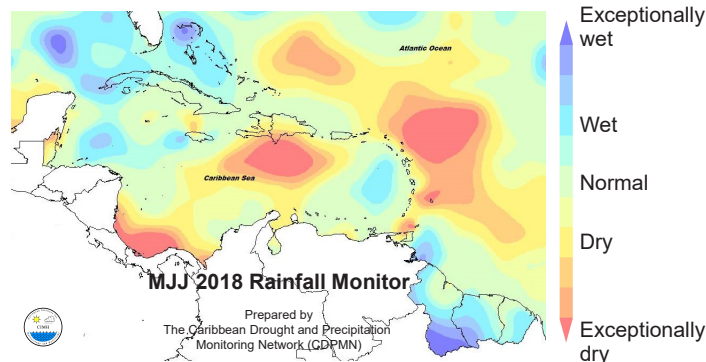 Exceptionally
wet
Atlantic Ocean
Wet
Normal
Caribbean Sea
Dry
MJJ 2018 Rainfall Monitor
Prepared by
The Caribbean Drought and Precipitation
Monitoring Network (CDPMN)
CIMH
Exceptionally
dry